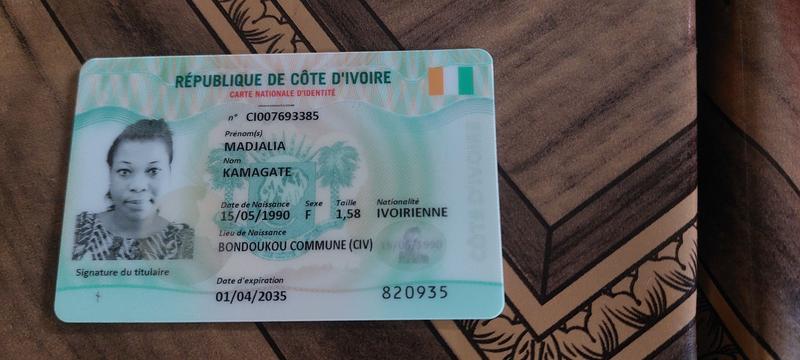 RÉPUBLIQUE DE CÔTE D'IVOIRE
CARTE NATIONALE D'IDENTITÉ
n° CI007693385
Prénom(s)
MADJALIA
Nom
KAMAGATE
Date de Naissance Sexe Taille Nationalité
15/05/1990 F 1,58 IVOIRIENNE
Lieu de Naissance
BONDOUKOU COMMUNE (CIV)
Signature du titulaire
Date d'expiration
01/04/2035
820935